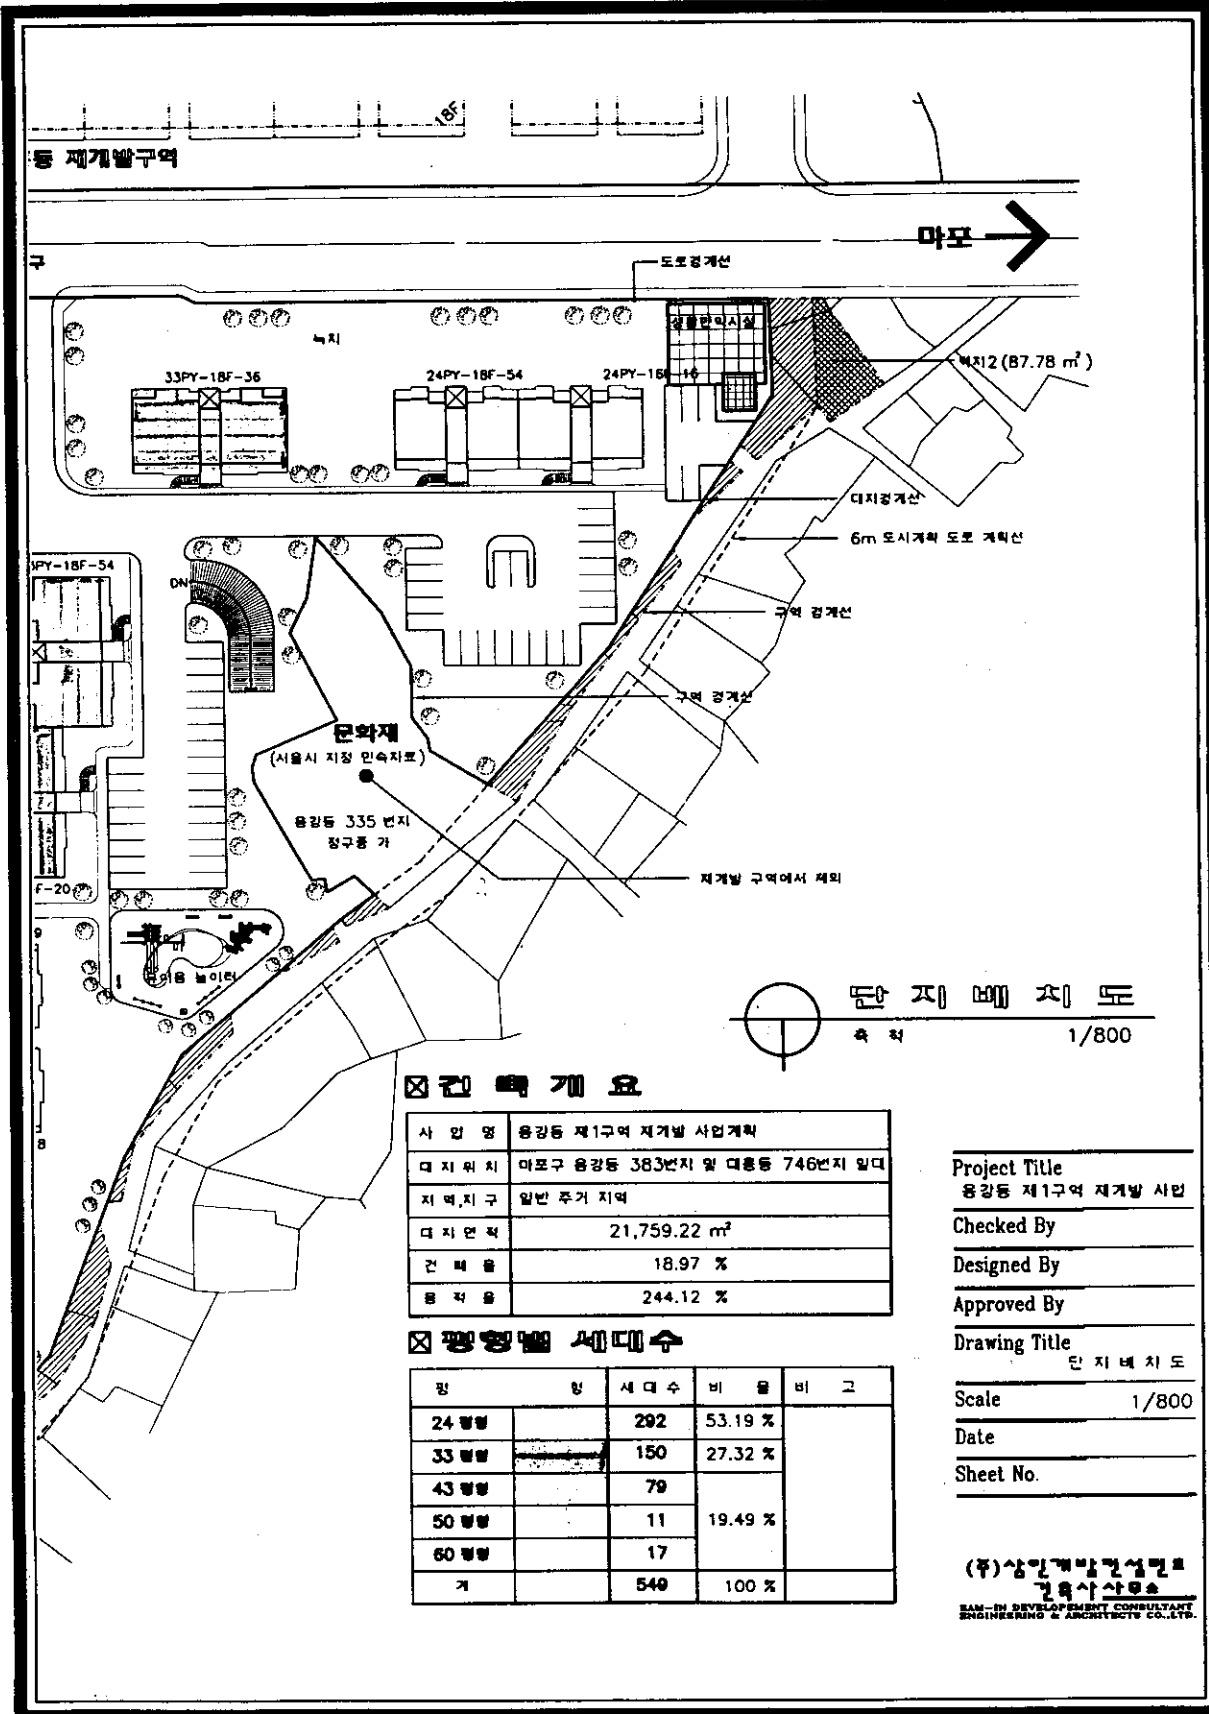 18F
동 재개발구역
마포
구
도로경계선
녹지
생활편익시설
택지2 (87.78 m²)
33PY-18F-36
24PY-18F-54
대지경계선
6m 도시계획 도로 계획선
PY-18F-54
DN
구역 경계선
구역 경계선
문화재
(시울시 지정 민속자료)
용강동 335 번지
정구중 가
재개발 구역에서 제외
F-20
9
놀이터
8
단 지 배 치 도
축 척 1/800
건 축 개 요
사 업 명 용강동 제1구역 재개발 사업계획
대 지 위 치 마포구 용강동 383번지 및 대흥동 746번지 일대
지 역,지 구 일반 주거 지역
대 지 면 적 21,759.22 m²
건 폐 율 18.97 %
용 적 율 244.12 %
평형별 세대수
평 형 세 대 수 비 율 비 고
24 평형 292 53.19 %
33 평형 150 27.32 %
43 평형 79
50 평형 11 19.49 %
60 평형 17
계 549 100 %
Project Title
용강동 제1구역 재개발 사업
Checked By
Designed By
Approved By
Drawing Title
단 지 배 치 도
Scale 1/800
Date
Sheet No.
(주)삼인개발컨설턴트
건축사사무소
SAM-IN DEVELOPEMENT CONSULTANT
ENGINEERING & ARCHITECTS CO.,LTD.